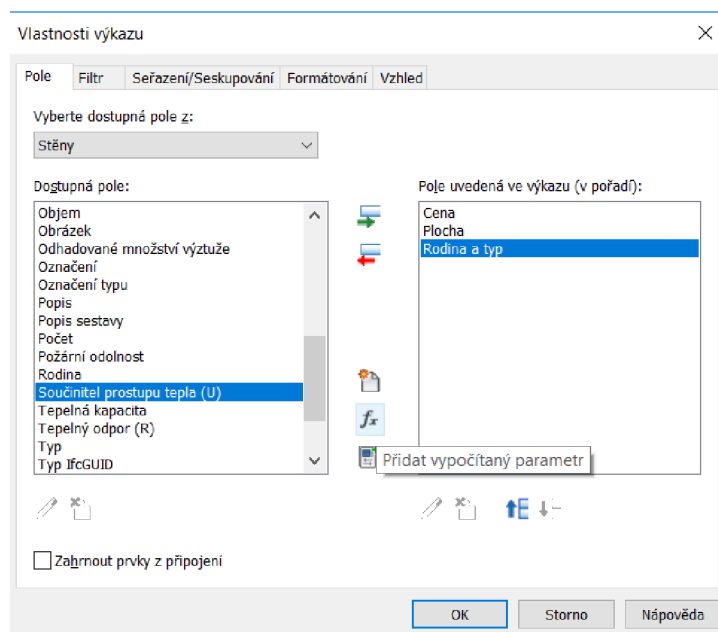 Vlastnosti výkazu
Pole Filtr Seřazení/Seskupování Formátování Vzhled
Vyberte dostupná pole z:
Stěny
Dostupná pole:
Objem
Obrázek
Odhadované množství výztuže
Označení
Označení typu
Popis
Popis sestavy
Počet
Požární odolnost
Rodina
Součinitel prostupu tepla (U)
Tepelná kapacita
Tepelný odpor (R)
Typ
Typ IfcGUID
fx
Přidat vypočítaný parametr
Pole uvedená ve výkazu (v pořadí):
Cena
Plocha
Rodina a typ
Zahrnout prvky z připojení
OK Storno Nápověda